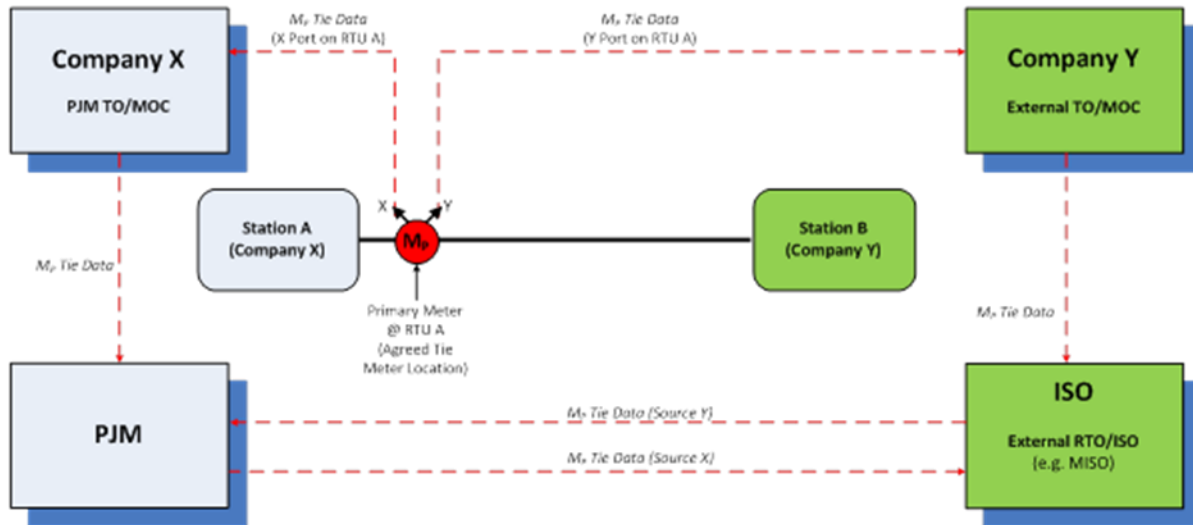 Mₚ Tie Data
(X Port on RTU A)
Mₚ Tie Data
(Y Port on RTU A)
Company X
PJM TO/MOC
Company Y
External TO/MOC
X
Y
Station A
(Company X)
Mₚ
Station B
(Company Y)
Mₚ Tie Data
Primary Meter
@ RTU A
(Agreed Tie
Meter Location)
Mₚ Tie Data
PJM
Mₚ Tie Data (Source Y)
Mₚ Tie Data (Source X)
ISO
External RTO/ISO
(e.g. MISO)